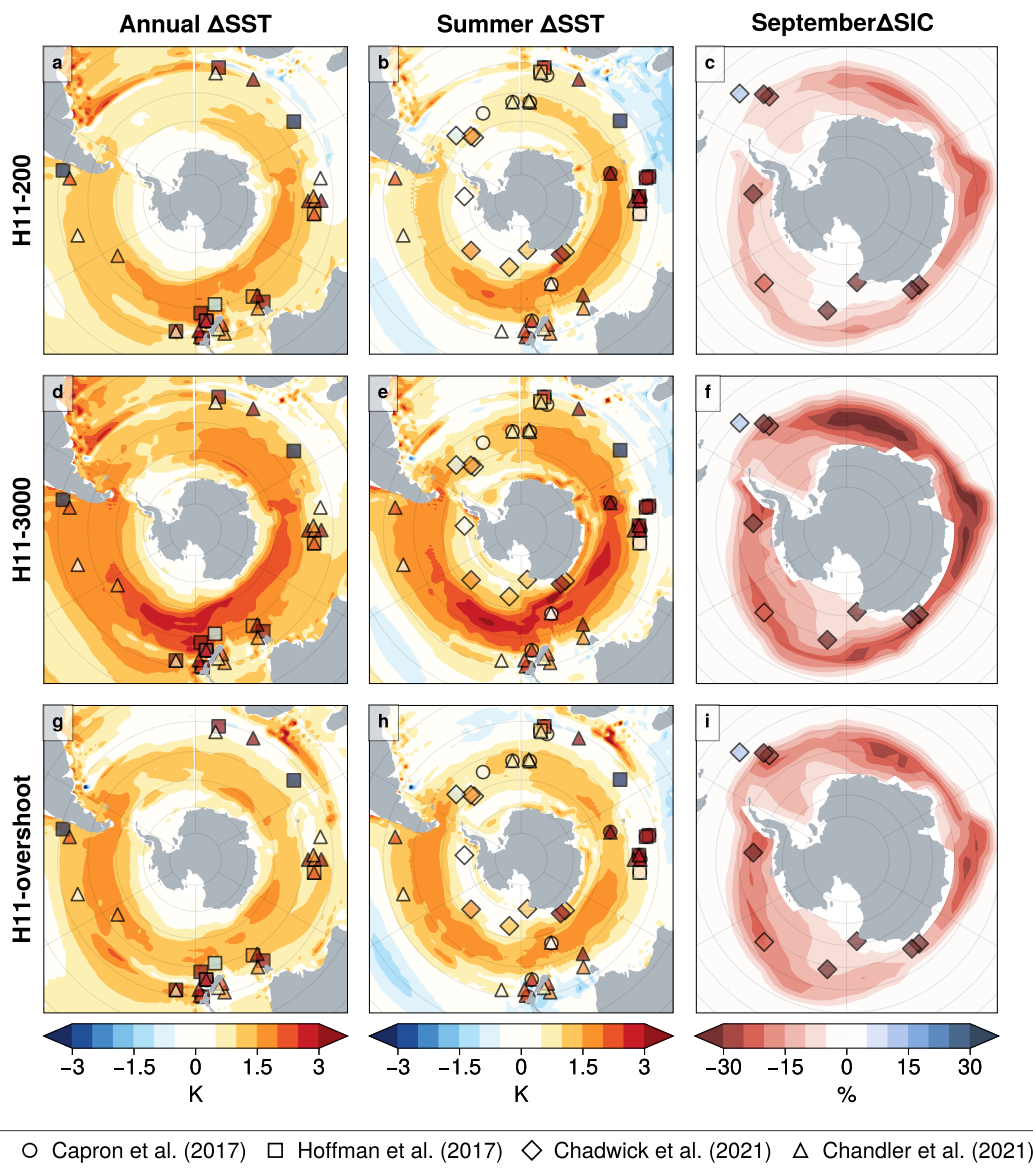 Annual ΔSST
Summer ΔSST
SeptemberΔSIC
H11-200
a
b
c
H11-3000
d
e
f
H11-overshoot
g
h
i
−3 −1.5 0 1.5 3
K
−3 −1.5 0 1.5 3
K
−30 −15 0 15 30
%
Capron et al. (2017)
Hoffman et al. (2017)
Chadwick et al. (2021)
Chandler et al. (2021)